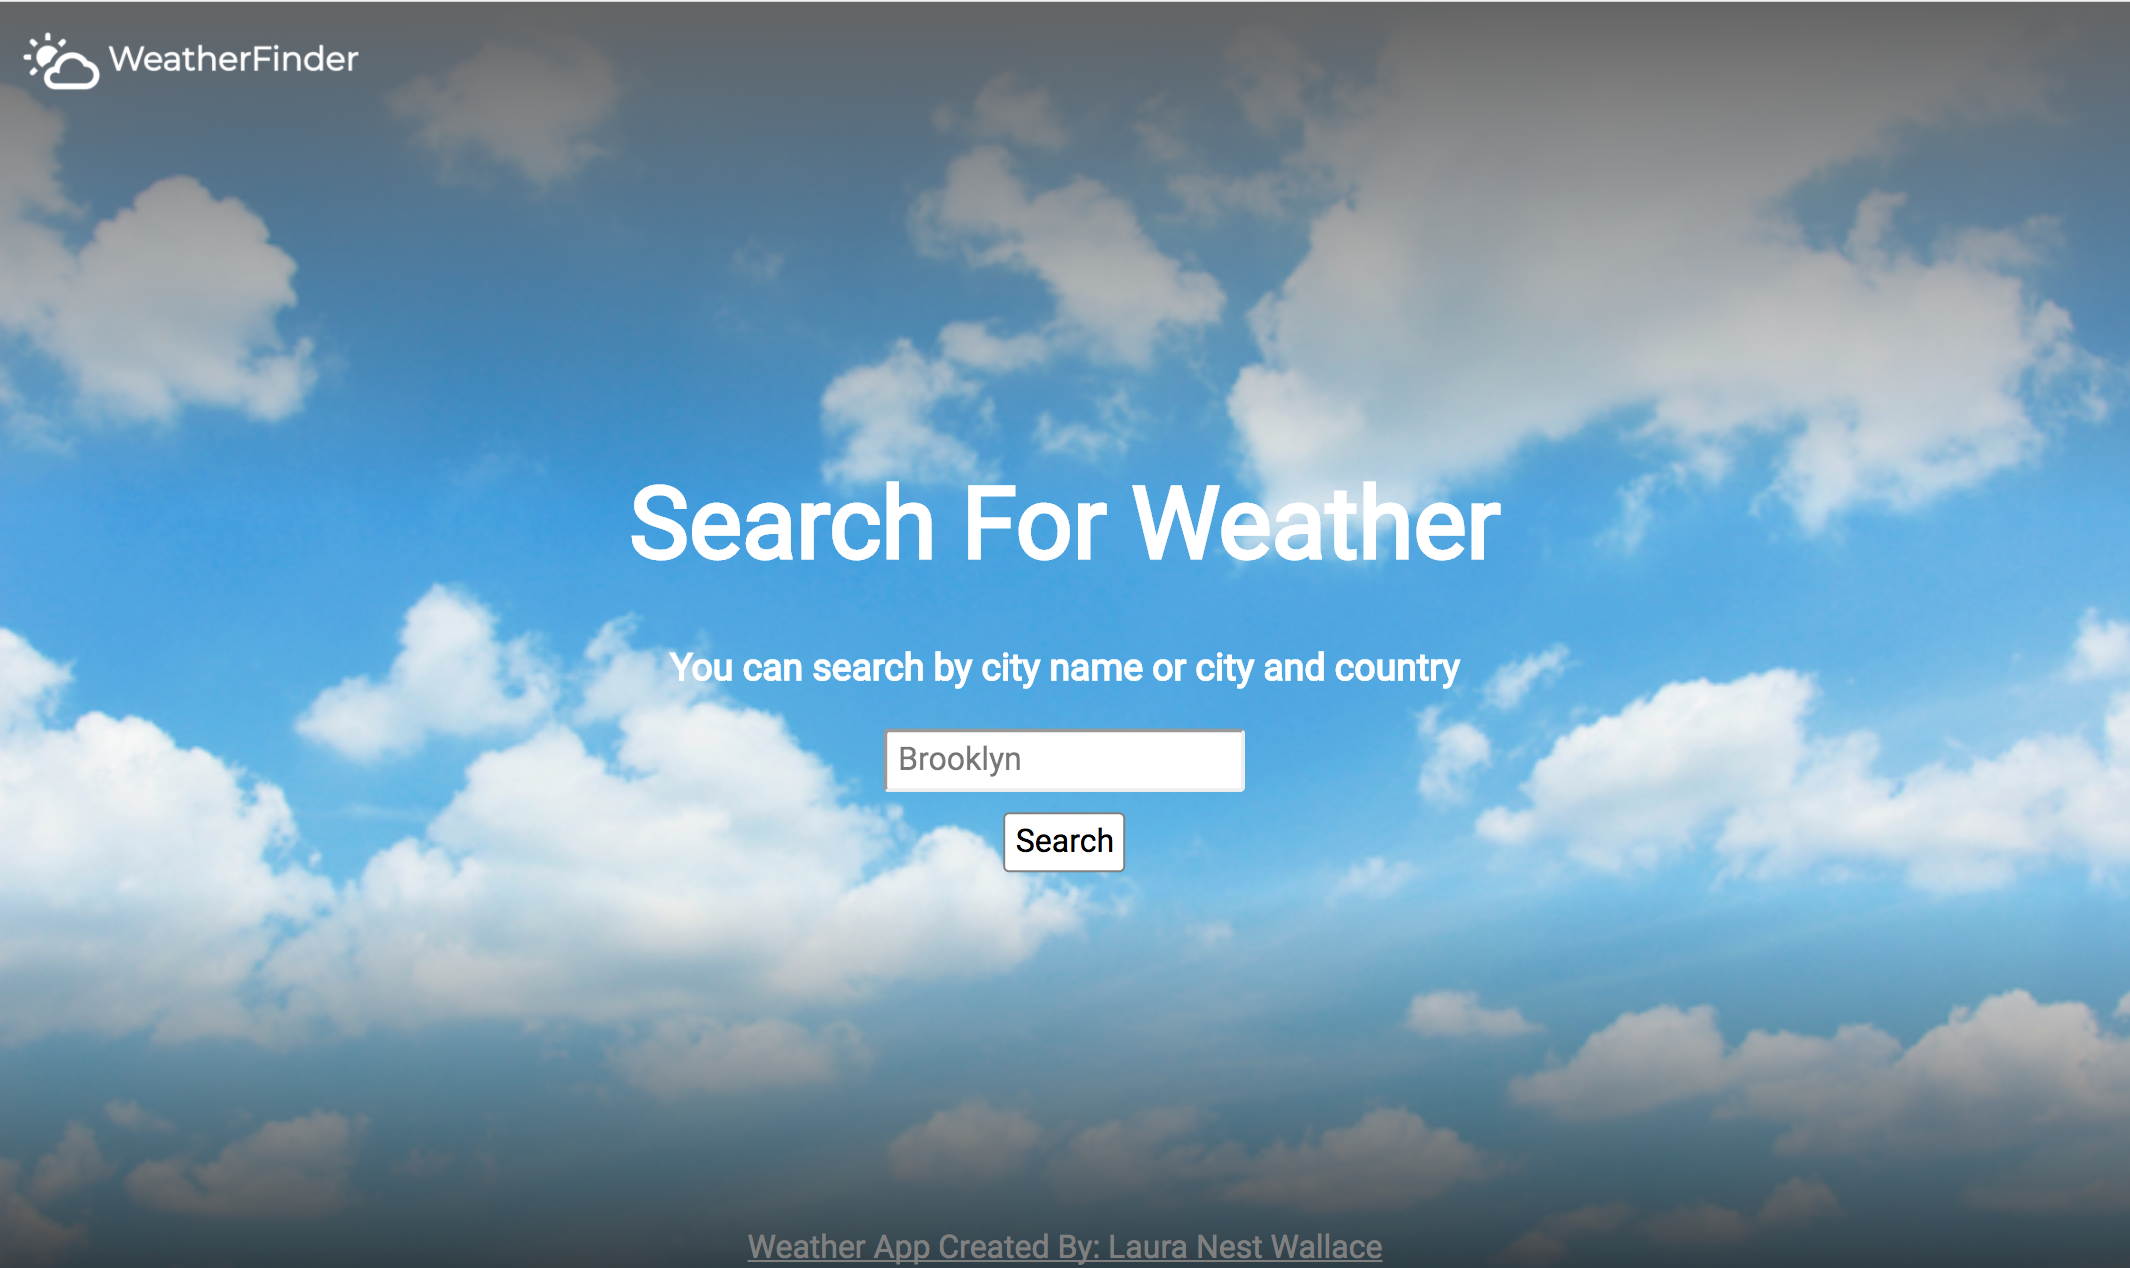 WeatherFinder
Search For Weather
You can search by city name or city and country
Brooklyn
Search
Weather App Created By: Laura Nest Wallace